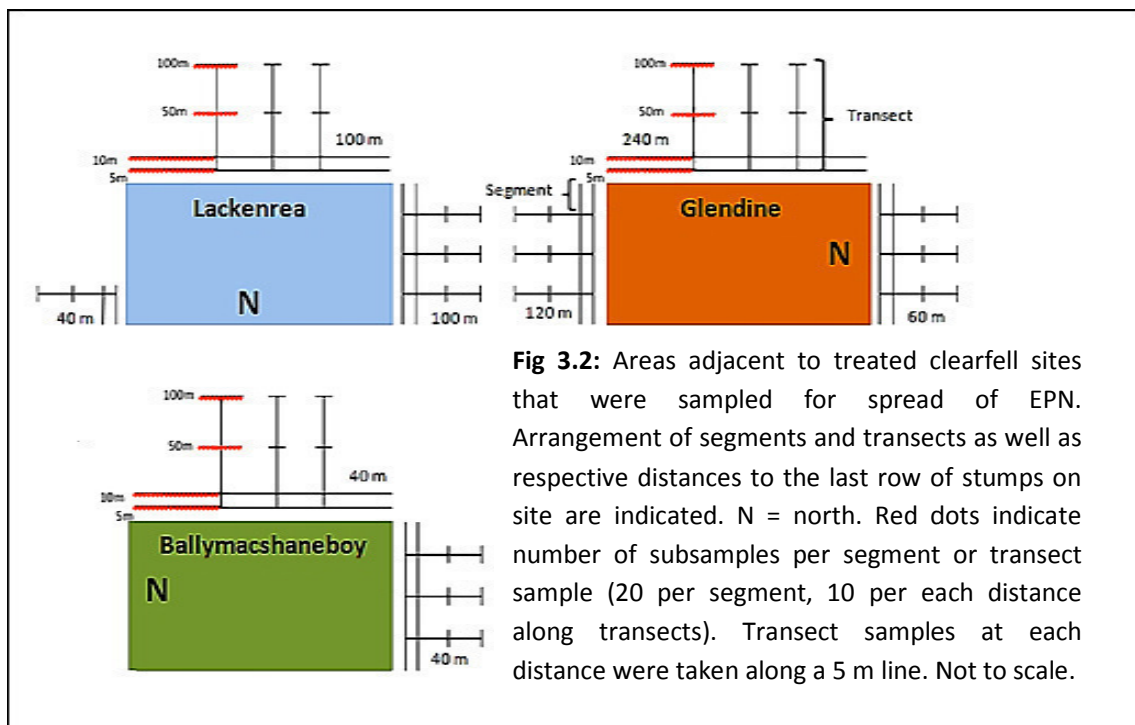 100m
50m
100 m
10m
5m
Lackenrea
N
40 m
100 m
100m
50m
Transect
240 m
10m
5m
Segment
Glendine
N
120 m
60 m
100m
50m
40 m
10m
5m
Ballymacshaneboy
N
40 m
Fig 3.2: Areas adjacent to treated clearfell sites
that were sampled for spread of EPN.
Arrangement of segments and transects as well as
respective distances to the last row of stumps on
site are indicated. N = north. Red dots indicate
number of subsamples per segment or transect
sample (20 per segment, 10 per each distance
along transects). Transect samples at each
distance were taken along a 5 m line. Not to scale.